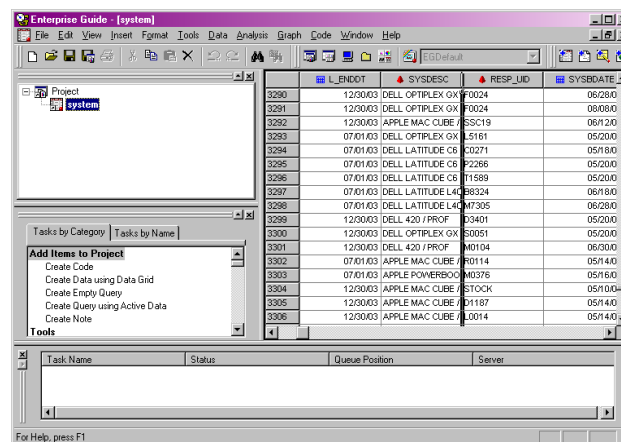 Enterprise Guide - [system]
File Edit View Insert Format Tools Data Analysis Graph Code Window Help
EGDefault
Project
system
Tasks by Category Tasks by Name
Add Items to Project
Create Code
Create Data using Data Grid
Create Empty Query
Create Query using Active Data
Create Note
Tools
L_ENDDT SYSDESC RESP_UID SYSBDATE
3290 12/30/03 DELL OPTIPLEX GX F0024 06/28/0
3291 12/30/03 DELL OPTIPLEX GX F0024 08/08/0
3292 12/30/03 APPLE MAC CUBE / SSC19 06/12/0
3293 07/01/03 DELL OPTIPLEX GX L5161 05/20/0
3294 07/01/03 DELL LATITUDE C6 C0271 05/18/0
3295 07/01/03 DELL LATITUDE C6 P2266 05/20/0
3296 07/01/03 DELL LATITUDE C6 T1589 05/20/0
3297 07/01/03 DELL LATITUDE L40 B8324 06/18/0
3298 07/01/03 DELL LATITUDE L40 M7305 06/28/0
3299 12/30/03 DELL 420 / PROF D3401 05/20/0
3300 12/30/03 DELL OPTIPLEX GX S0051 05/20/0
3301 12/30/03 DELL 420 / PROF M0104 06/30/0
3302 07/01/03 APPLE MAC CUBE / R0114 05/14/0
3303 07/01/03 APPLE POWERBOO M0376 05/16/0
3304 12/30/03 APPLE MAC CUBE / STOCK 05/10/0
3305 12/30/03 APPLE MAC CUBE / D1187 05/14/0
3306 12/30/03 APPLE MAC CUBE / L0014 05/14/0
Task Name Status Queue Position Server
For Help, press F1